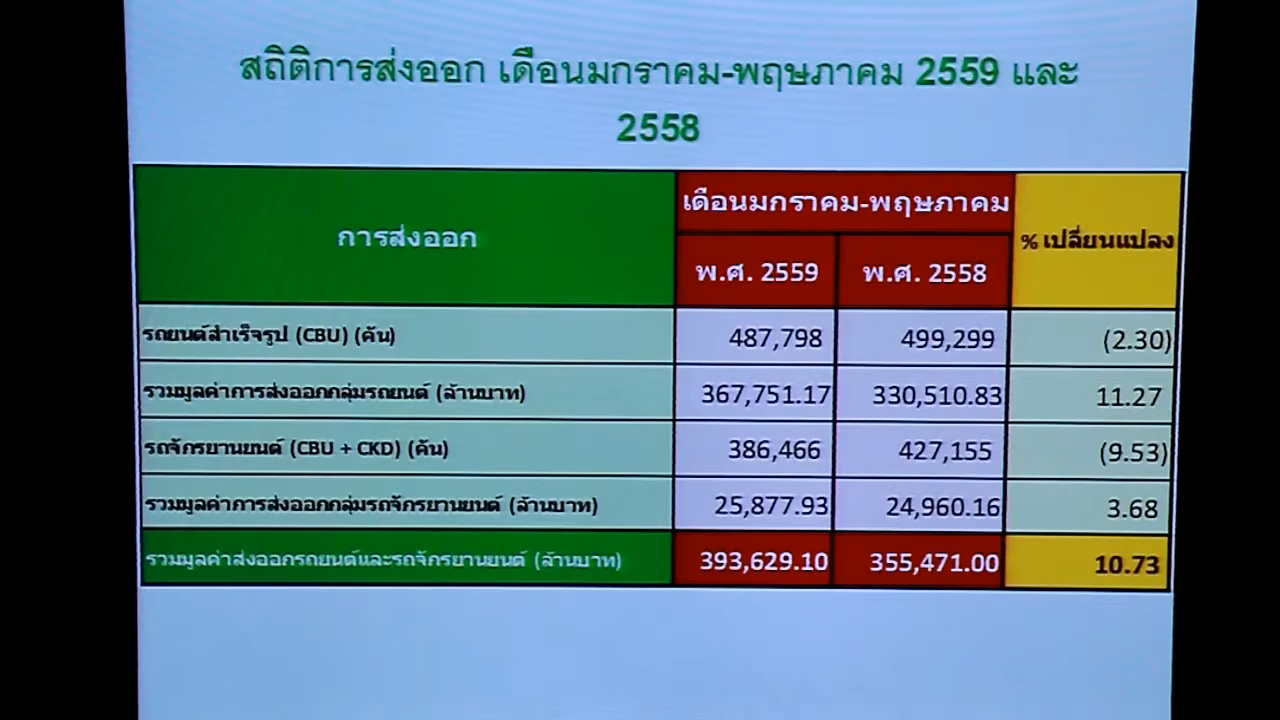 สถิติการส่งออก เดือนมกราคม-พฤษภาคม 2559 และ
2558
การส่งออก
เดือนมกราคม-พฤษภาคม
% เปลี่ยนแปลง
พ.ศ. 2559 พ.ศ. 2558
รถยนต์สำเร็จรูป (CBU) (คัน) 487,798 499,299 (2.30)
รวมมูลค่าการส่งออกกลุ่มรถยนต์ (ล้านบาท) 367,751.17 330,510.83 11.27
รถจักรยานยนต์ (CBU + CKD) (คัน) 386,466 427,155 (9.53)
รวมมูลค่าการส่งออกกลุ่มรถจักรยานยนต์ (ล้านบาท) 25,877.93 24,960.16 3.68
รวมมูลค่าส่งออกรถยนต์และรถจักรยานยนต์ (ล้านบาท) 393,629.10 355,471.00 10.73